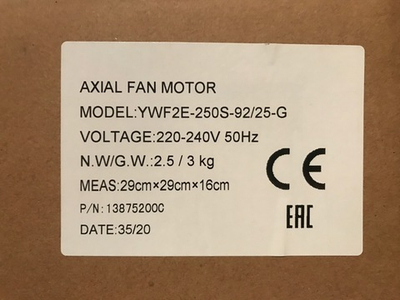 AXIAL FAN MOTOR
MODEL:YWF2E-250S-92/25-G
VOLTAGE:220-240V 50Hz
N.W/G.W.:2.5 / 3 kg
MEAS:29cm×29cm×16cm
P/N:13875200C
DATE:35/20
CE
EAC